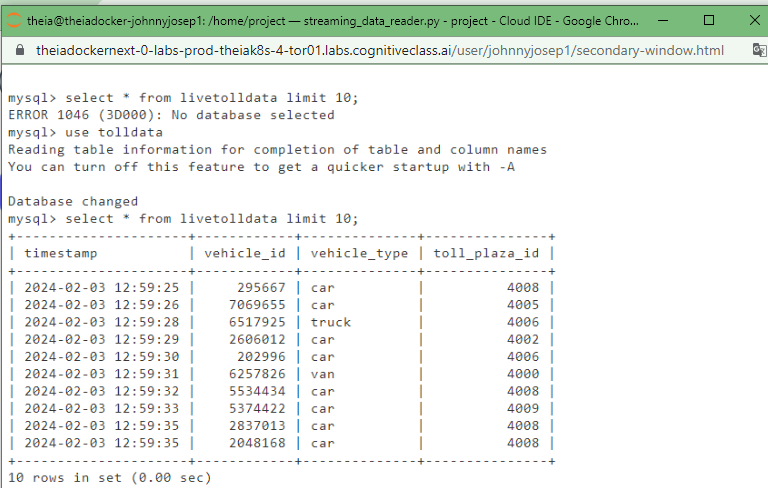 theia@theiadocker-johnnyjosep1: /home/project — streaming_data_reader.py - project - Cloud IDE - Google Chro...
theiadockernext-0-labs-prod-theiak8s-4-tor01.labs.cognitiveclass.ai/user/johnnyjosep1/secondary-window.html
mysql> select * from livetolldata limit 10;
ERROR 1046 (3D000): No database selected
mysql> use tolldata
Reading table information for completion of table and column names
You can turn off this feature to get a quicker startup with -A
Database changed
mysql> select * from livetolldata limit 10;
+---------------------+------------+--------------+---------------+
| timestamp           | vehicle_id | vehicle_type | toll_plaza_id |
+---------------------+------------+--------------+---------------+
| 2024-02-03 12:59:25 |     295667 | car          |          4008 |
| 2024-02-03 12:59:26 |    7069655 | car          |          4005 |
| 2024-02-03 12:59:28 |    6517925 | truck        |          4006 |
| 2024-02-03 12:59:29 |    2606012 | car          |          4002 |
| 2024-02-03 12:59:30 |     202996 | car          |          4006 |
| 2024-02-03 12:59:31 |    6257826 | van          |          4000 |
| 2024-02-03 12:59:32 |    5534434 | car          |          4008 |
| 2024-02-03 12:59:33 |    5374422 | car          |          4009 |
| 2024-02-03 12:59:35 |    2837013 | car          |          4008 |
| 2024-02-03 12:59:35 |    2048168 | car          |          4008 |
+---------------------+------------+--------------+---------------+
10 rows in set (0.00 sec)